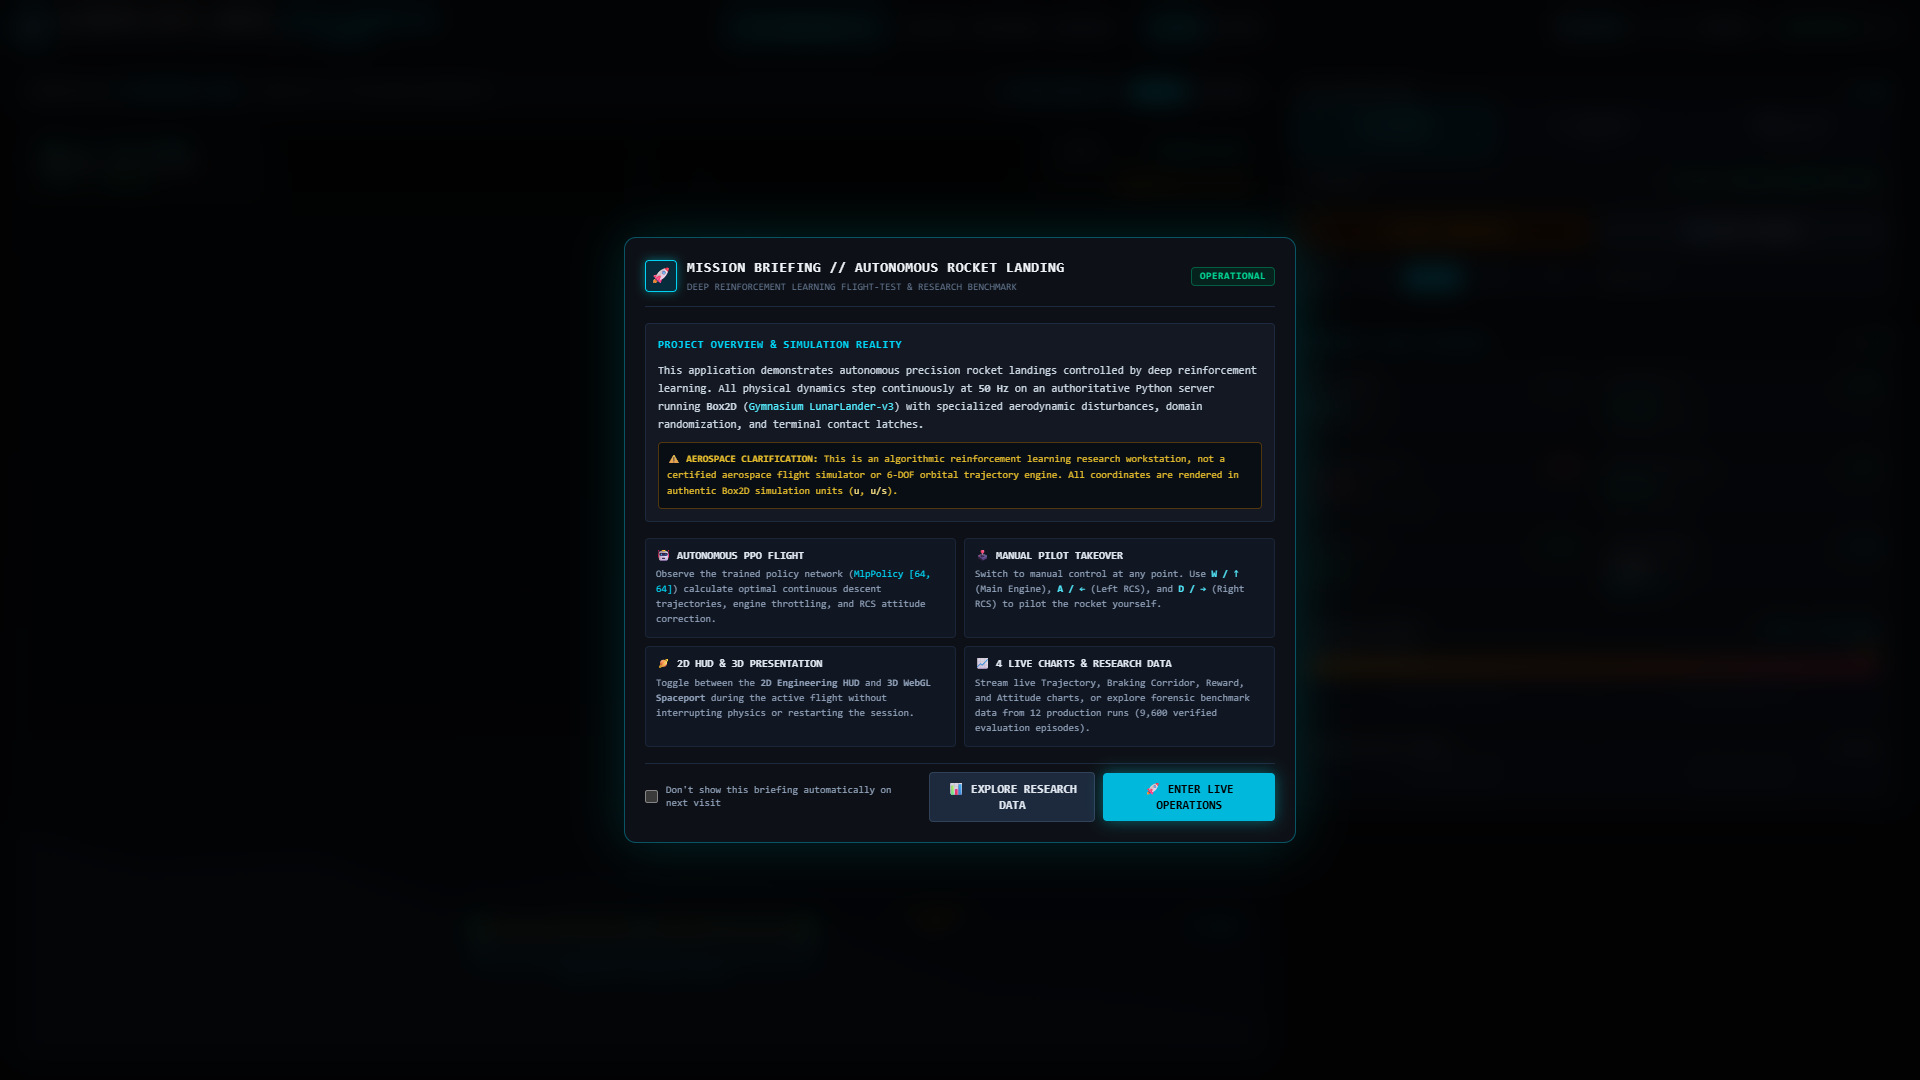 MISSION BRIEFING // AUTONOMOUS ROCKET LANDING
DEEP REINFORCEMENT LEARNING FLIGHT-TEST & RESEARCH BENCHMARK
OPERATIONAL
PROJECT OVERVIEW & SIMULATION REALITY
This application demonstrates autonomous precision rocket landings controlled by deep reinforcement
learning. All physical dynamics step continuously at 50 Hz on an authoritative Python server
running Box2D (Gymnasium LunarLander-v3) with specialized aerodynamic disturbances, domain
randomization, and terminal contact latches.
⚠ AEROSPACE CLARIFICATION: This is an algorithmic reinforcement learning research workstation, not a
certified aerospace flight simulator or 6-DOF orbital trajectory engine. All coordinates are rendered in
authentic Box2D simulation units (u, u/s).
AUTONOMOUS PPO FLIGHT
Observe the trained policy network (MlpPolicy [64,
64]) calculate optimal continuous descent
trajectories, engine throttling, and RCS attitude
correction.
MANUAL PILOT TAKEOVER
Switch to manual control at any point. Use W / ↑
(Main Engine), A / ← (Left RCS), and D / → (Right
RCS) to pilot the rocket yourself.
2D HUD & 3D PRESENTATION
Toggle between the 2D Engineering HUD and 3D WebGL
Spaceport during the active flight without
interrupting physics or restarting the session.
4 LIVE CHARTS & RESEARCH DATA
Stream live Trajectory, Braking Corridor, Reward,
and Attitude charts, or explore forensic benchmark
data from 12 production runs (9,600 verified
evaluation episodes).
Don't show this briefing automatically on
next visit
EXPLORE RESEARCH
DATA
ENTER LIVE
OPERATIONS